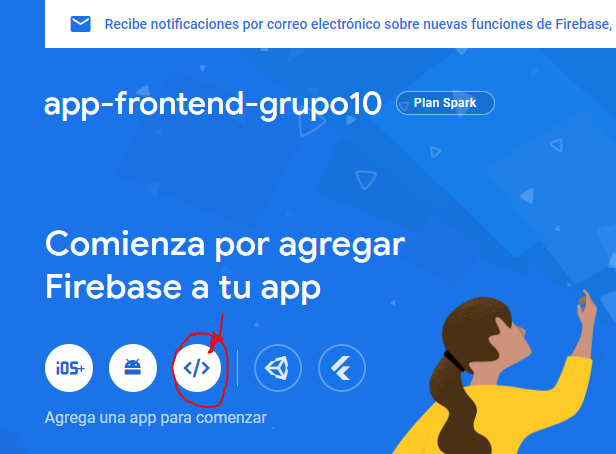 Recibe notificaciones por correo electrónico sobre nuevas funciones de Firebase,
app-frontend-grupo10 Plan Spark
Comienza por agregar
Firebase a tu app
iOS+ </>
Agrega una app para comenzar